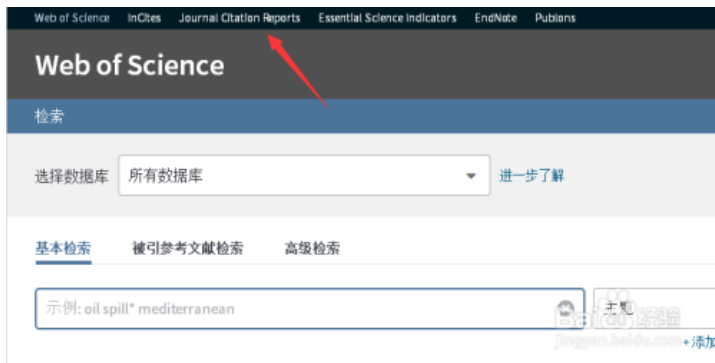 Web of Science InCites Journal Citation Reports Essential Science Indicators EndNote Publons
Web of Science
检索
选择数据库 所有数据库 进一步了解
基本检索 被引参考文献检索 高级检索
示例: oil spill* mediterranean 主题
Baidu 经验
jingyan.baidu.com
+添加